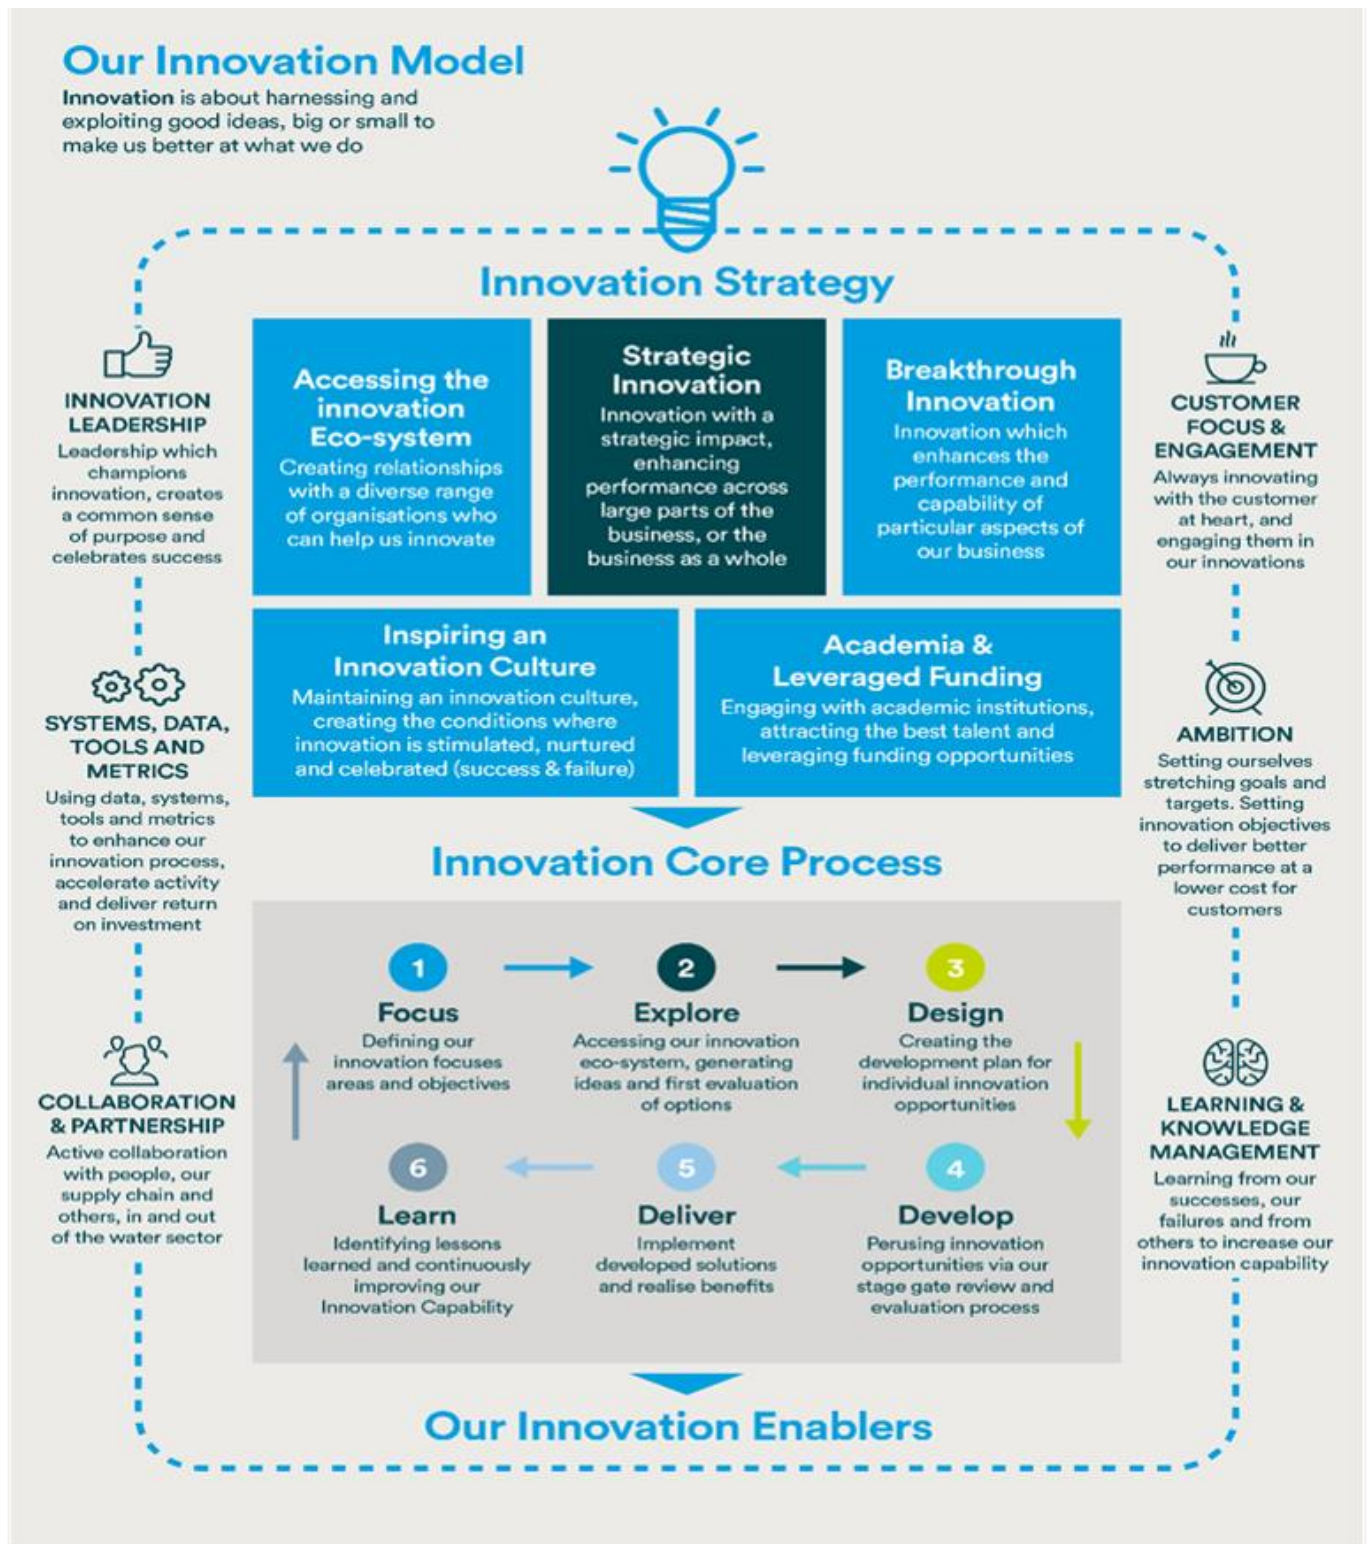 Our Innovation Model
Innovation is about harnessing and
exploiting good ideas, big or small to
make us better at what we do
Innovation Strategy
Accessing the
innovation
Eco-system
Creating relationships
with a diverse range
of organisations who
can help us innovate
Strategic
Innovation
Innovation with a
strategic impact,
enhancing
performance across
large parts of the
business, or the
business as a whole
Breakthrough
Innovation
Innovation which
enhances the
performance and
capability of
particular aspects of
our business
Inspiring an
Innovation Culture
Maintaining an innovation culture,
creating the conditions where
innovation is stimulated, nurtured
and celebrated (success & failure)
Academia &
Leveraged Funding
Engaging with academic institutions,
attracting the best talent and
leveraging funding opportunities
INNOVATION
LEADERSHIP
Leadership which
champions
innovation, creates
a common sense
of purpose and
celebrates success
SYSTEMS, DATA,
TOOLS AND
METRICS
Using data, systems,
tools and metrics
to enhance our
innovation process,
accelerate activity
and deliver return
on investment
COLLABORATION
& PARTNERSHIP
Active collaboration
with people, our
supply chain and
others, in and out
of the water sector
CUSTOMER
FOCUS &
ENGAGEMENT
Always innovating
with the customer
at heart, and
engaging them in
our innovations
AMBITION
Setting ourselves
stretching goals and
targets. Setting
innovation objectives
to deliver better
performance at a
lower cost for
customers
LEARNING &
KNOWLEDGE
MANAGEMENT
Learning from our
successes, our
failures and from
others to increase our
innovation capability
Innovation Core Process
1
Focus
Defining our
innovation focuses
areas and objectives
2
Explore
Accessing our innovation
eco-system, generating
ideas and first evaluation
of options
3
Design
Creating the
development plan for
individual innovation
opportunities
4
Develop
Perusing innovation
opportunities via our
stage gate review and
evaluation process
5
Deliver
Implement
developed solutions
and realise benefits
6
Learn
Identifying lessons
learned and continuously
improving our
Innovation Capability
Our Innovation Enablers